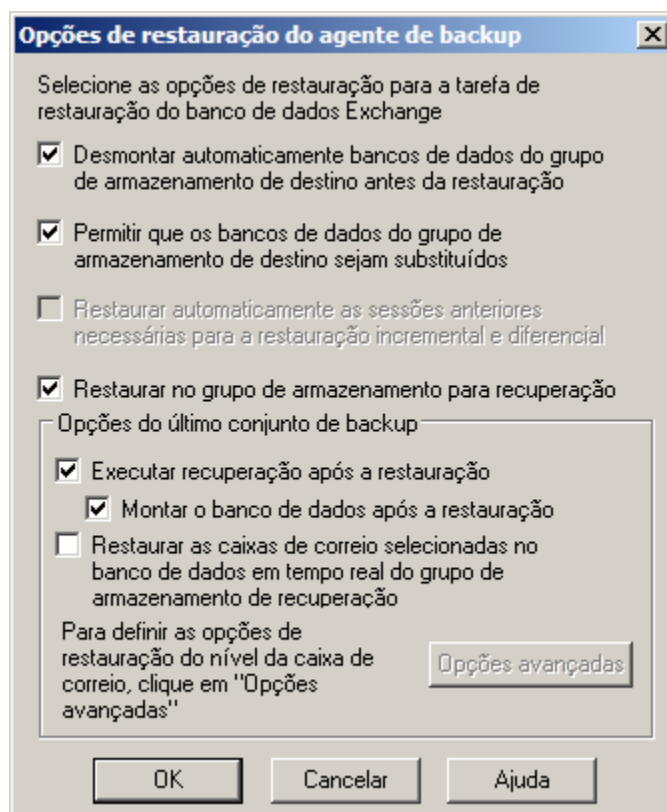 Opções de restauração do agente de backup
Selecione as opções de restauração para a tarefa de
restauração do banco de dados Exchange
Desmontar automaticamente bancos de dados do grupo
de armazenamento de destino antes da restauração
Permitir que os bancos de dados do grupo de
armazenamento de destino sejam substituídos
Restaurar automaticamente as sessões anteriores
necessárias para a restauração incremental e diferencial
Restaurar no grupo de armazenamento para recuperação
Opções do último conjunto de backup
Executar recuperação após a restauração
Montar o banco de dados após a restauração
Restaurar as caixas de correio selecionadas no
banco de dados em tempo real do grupo de
armazenamento de recuperação
Para definir as opções de
restauração do nível da caixa de
correio, clique em "Opções
avançadas"
Opções avançadas
OK
Cancelar
Ajuda